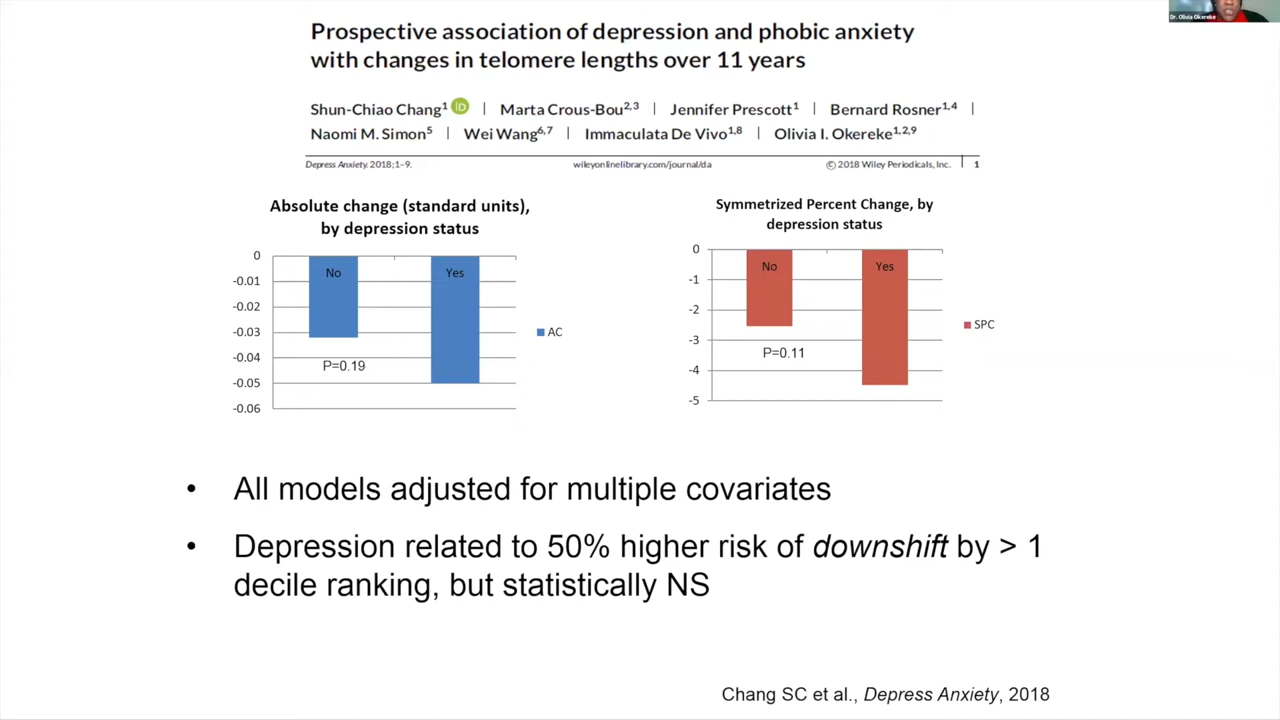 Dr. Olivia Okereke
Prospective association of depression and phobic anxiety
with changes in telomere lengths over 11 years
Shun-Chiao Chang1 iD | Marta Crous-Bou2,3 | Jennifer Prescott1 | Bernard Rosner1,4 |
Naomi M. Simon5 | Wei Wang6,7 | Immaculata De Vivo1,8 | Olivia I. Okereke1,2,9
Depress Anxiety. 2018;1–9. wileyonlinelibrary.com/journal/da © 2018 Wiley Periodicals, Inc. | 1
Absolute change (standard units),
by depression status
0
-0.01
-0.02
-0.03
-0.04
-0.05
-0.06
No
Yes
P=0.19
AC
Symmetrized Percent Change, by
depression status
0
-1
-2
-3
-4
-5
No
Yes
P=0.11
SPC
• All models adjusted for multiple covariates
• Depression related to 50% higher risk of downshift by > 1
decile ranking, but statistically NS
Chang SC et al., Depress Anxiety, 2018